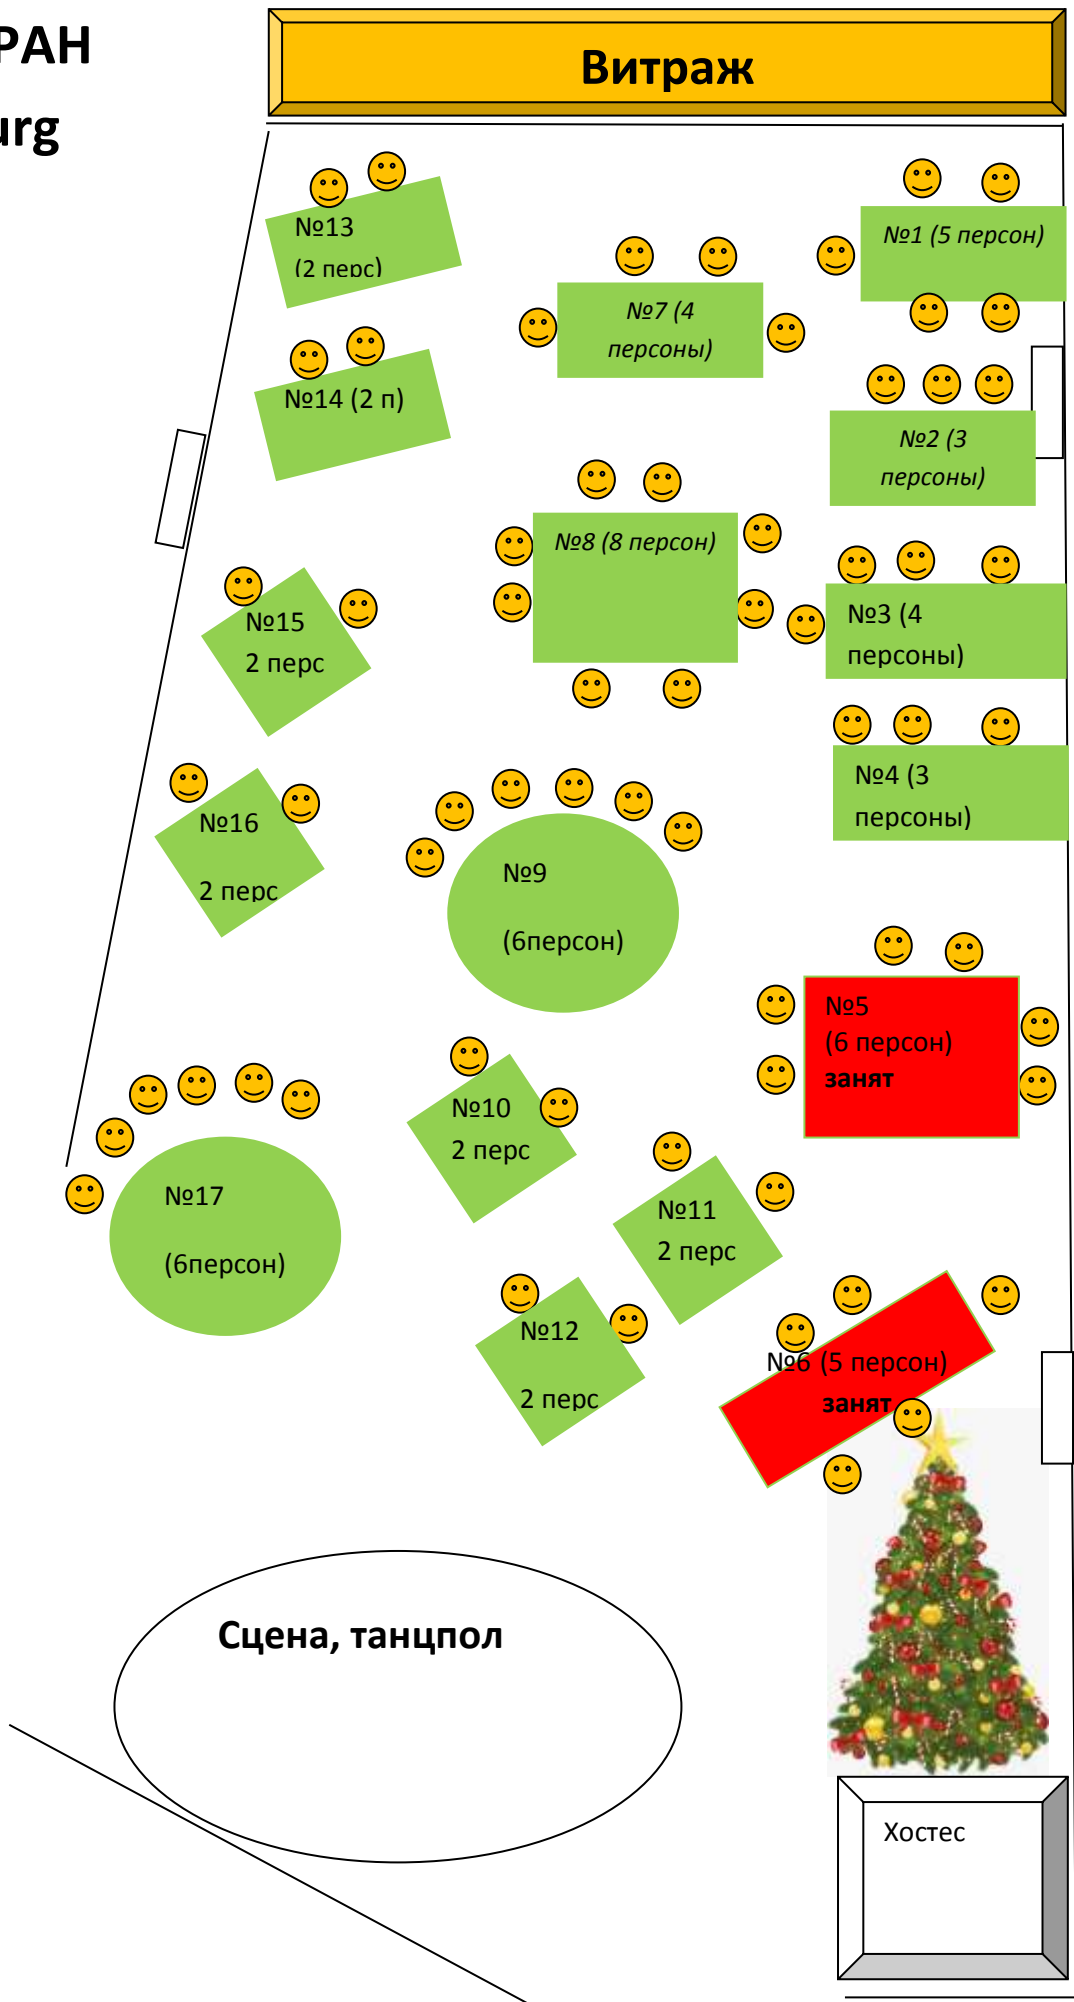 РАН
urg
Витраж
№13
(2 перс)
№1 (5 персон)
№7 (4
персоны)
№14 (2 п)
№2 (3
персоны)
№8 (8 персон)
№3 (4
персоны)
№15
2 перс
№4 (3
персоны)
№16
2 перс
№9
(6персон)
№5
(6 персон)
занят
№10
2 перс
№17
(6персон)
№11
2 перс
№12
2 перс
№6 (5 персон)
занят
Сцена, танцпол
Хостес